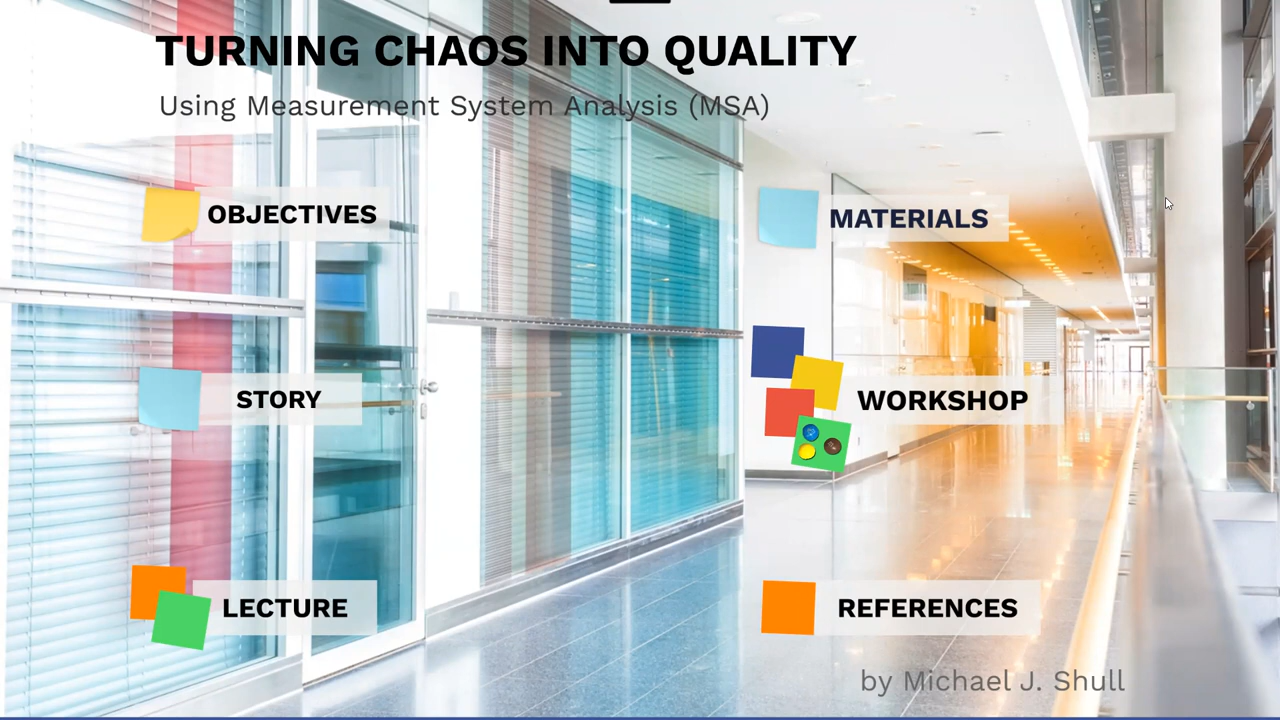 TURNING CHAOS INTO QUALITY
Using Measurement System Analysis (MSA)
OBJECTIVES
MATERIALS
STORY
WORKSHOP
LECTURE
REFERENCES
by Michael J. Shull